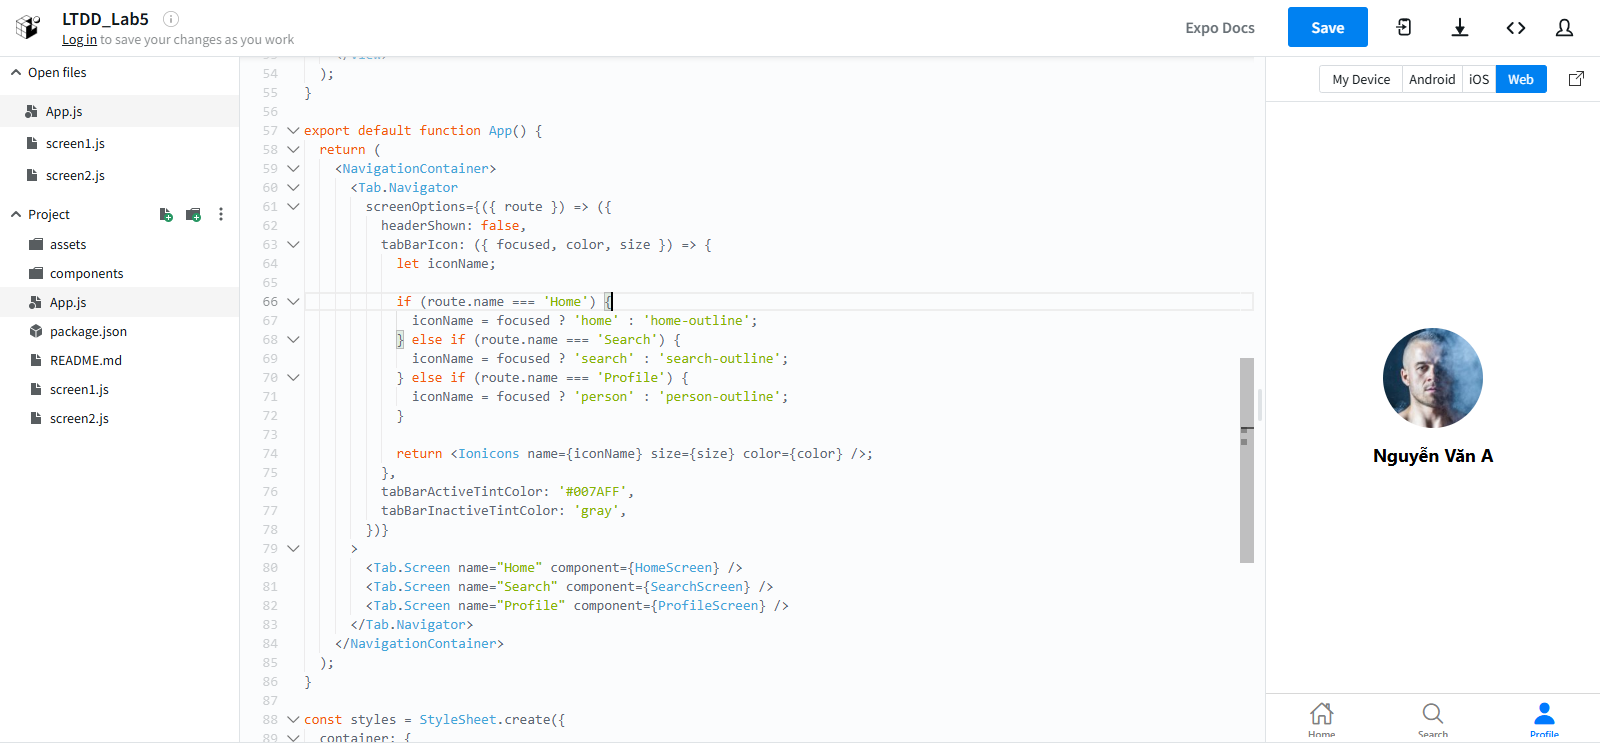 LTDD_Lab5
Log in to save your changes as you work
Expo Docs
Save
Open files
App.js
screen1.js
screen2.js
Project
assets
components
App.js
package.json
README.md
screen1.js
screen2.js
54 );
55 }
56
57 export default function App() {
58 return (
59 <NavigationContainer>
60 <Tab.Navigator
61 screenOptions={({ route }) => ({
62 headerShown: false,
63 tabBarIcon: ({ focused, color, size }) => {
64 let iconName;
65
66 if (route.name === 'Home') {
67 iconName = focused ? 'home' : 'home-outline';
68 } else if (route.name === 'Search') {
69 iconName = focused ? 'search' : 'search-outline';
70 } else if (route.name === 'Profile') {
71 iconName = focused ? 'person' : 'person-outline';
72 }
73
74 return <Ionicons name={iconName} size={size} color={color} />;
75 },
76 tabBarActiveTintColor: '#007AFF',
77 tabBarInactiveTintColor: 'gray',
78 })}
79 >
80 <Tab.Screen name="Home" component={HomeScreen} />
81 <Tab.Screen name="Search" component={SearchScreen} />
82 <Tab.Screen name="Profile" component={ProfileScreen} />
83 </Tab.Navigator>
84 </NavigationContainer>
85 );
86 }
87
88 const styles = StyleSheet.create({
89 container: {
My Device
Android
iOS
Web
Nguyễn Văn A
Home
Search
Profile